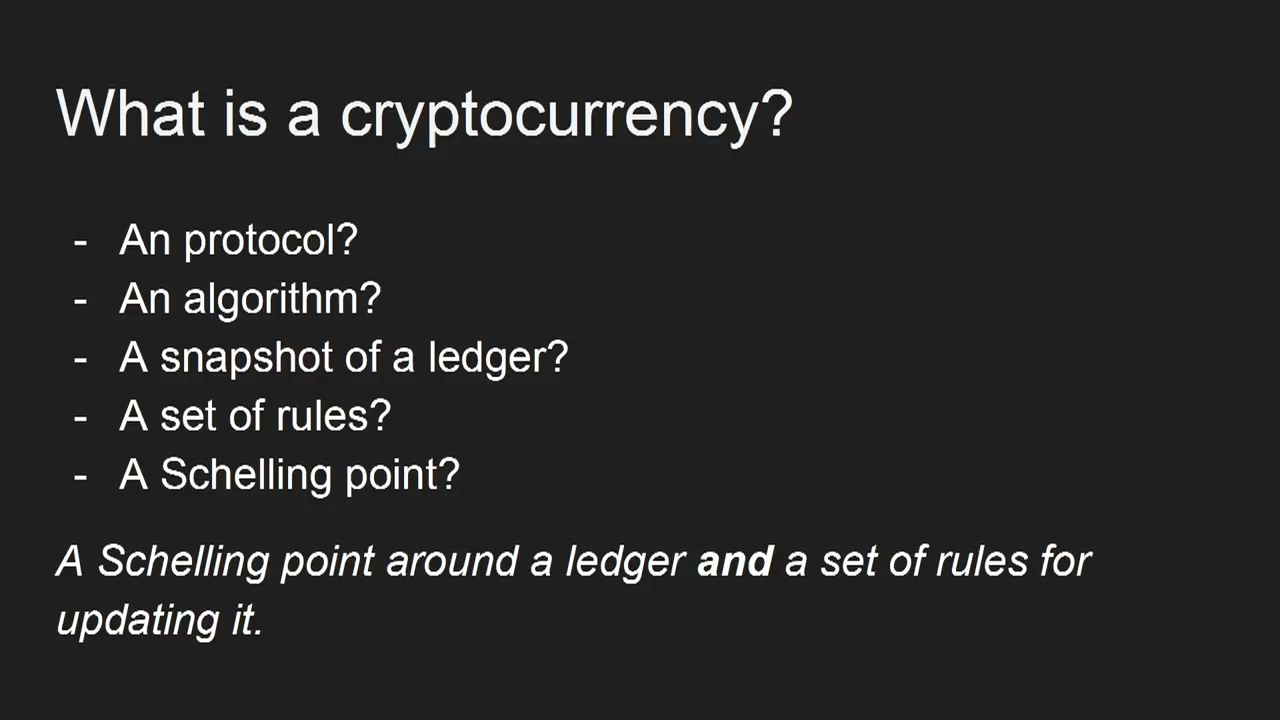 What is a cryptocurrency?
- An protocol?
- An algorithm?
- A snapshot of a ledger?
- A set of rules?
- A Schelling point?
A Schelling point around a ledger and a set of rules for
updating it.